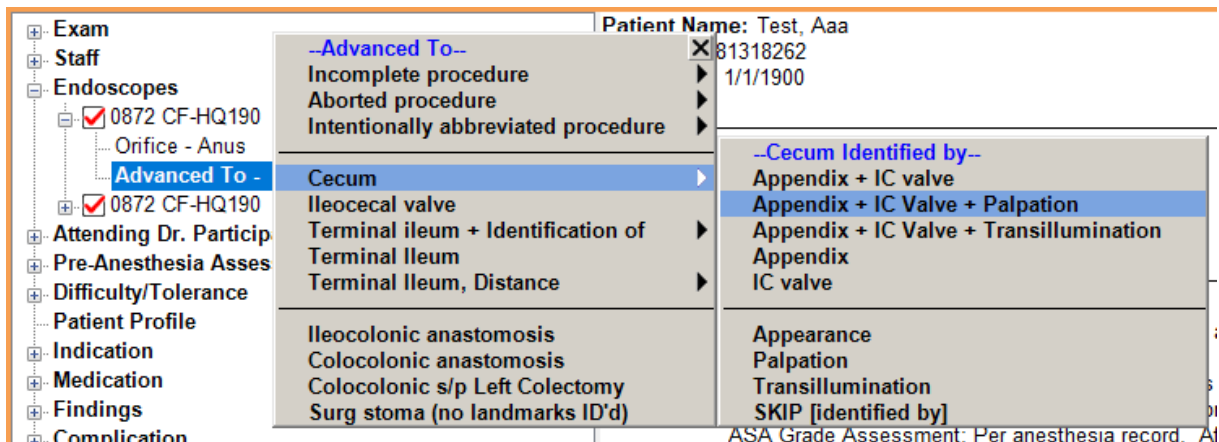 Exam
Staff
Endoscopes
0872 CF-HQ190
Orifice - Anus
Advanced To -
0872 CF-HQ190
Attending Dr. Particip
Pre-Anesthesia Asses
Difficulty/Tolerance
Patient Profile
Indication
Medication
Findings
Complication
--Advanced To--
Incomplete procedure
Aborted procedure
Intentionally abbreviated procedure
Cecum
Ileocecal valve
Terminal ileum + Identification of
Terminal Ileum
Terminal Ileum, Distance
Ileocolonic anastomosis
Colocolonic anastomosis
Colocolonic s/p Left Colectomy
Surg stoma (no landmarks ID'd)
Patient Name: Test, Aaa
81318262
1/1/1900
--Cecum Identified by--
Appendix + IC valve
Appendix + IC Valve + Palpation
Appendix + IC Valve + Transillumination
Appendix
IC valve
Appearance
Palpation
Transillumination
SKIP [identified by]
ASA Grade Assessment: Per anesthesia record.